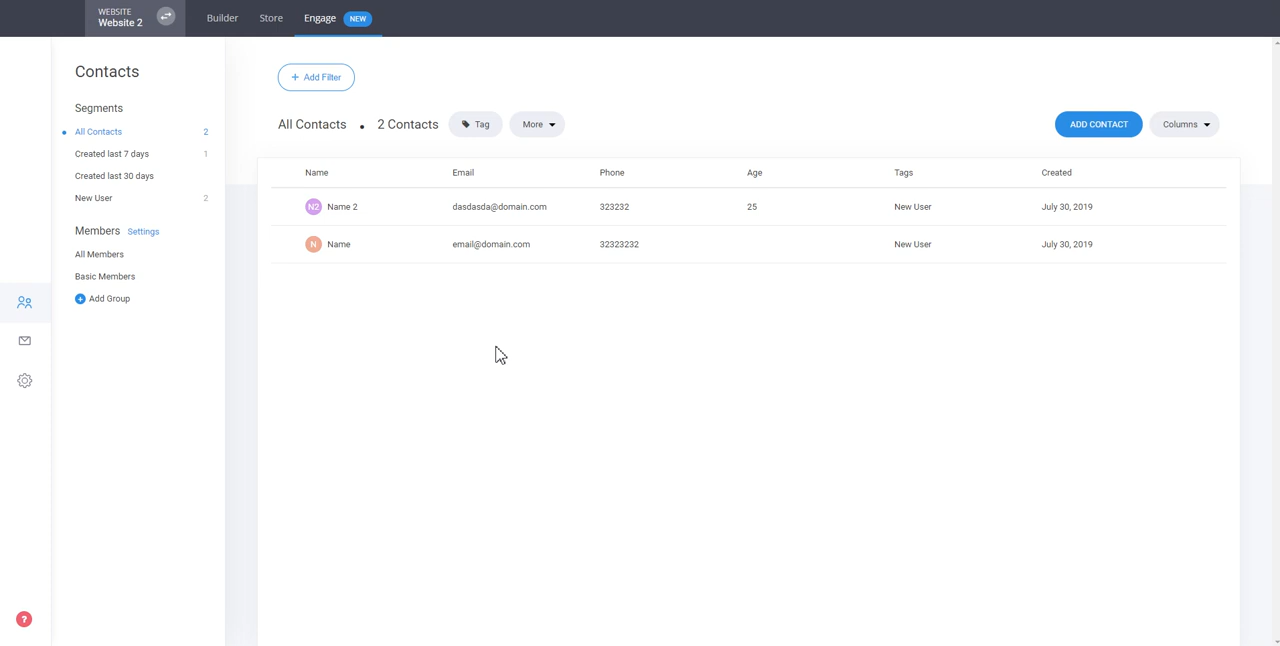 WEBSITE
Website 2
Builder
Store
Engage
NEW
Contacts
Segments
All Contacts 2
Created last 7 days 1
Created last 30 days
New User 2
Members Settings
All Members
Basic Members
+ Add Group
?
+ Add Filter
All Contacts • 2 Contacts
Tag
More
ADD CONTACT
Columns
Name Email Phone Age Tags Created
N2 Name 2 dasdasda@domain.com 323232 25 New User July 30, 2019
N Name email@domain.com 32323232 New User July 30, 2019